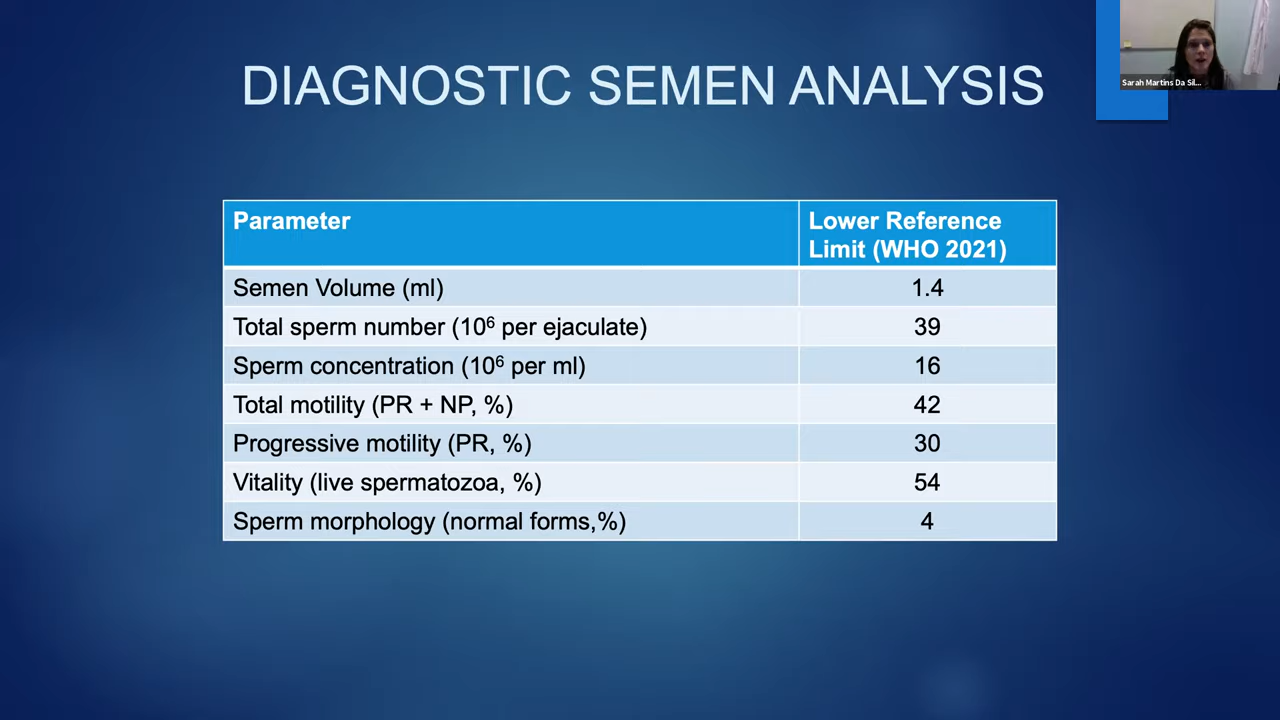 DIAGNOSTIC SEMEN ANALYSIS
Sarah Martins Da Sil...
Parameter
Lower Reference
Limit (WHO 2021)
Semen Volume (ml)
1.4
Total sperm number (10⁶ per ejaculate)
39
Sperm concentration (10⁶ per ml)
16
Total motility (PR + NP, %)
42
Progressive motility (PR, %)
30
Vitality (live spermatozoa, %)
54
Sperm morphology (normal forms,%)
4